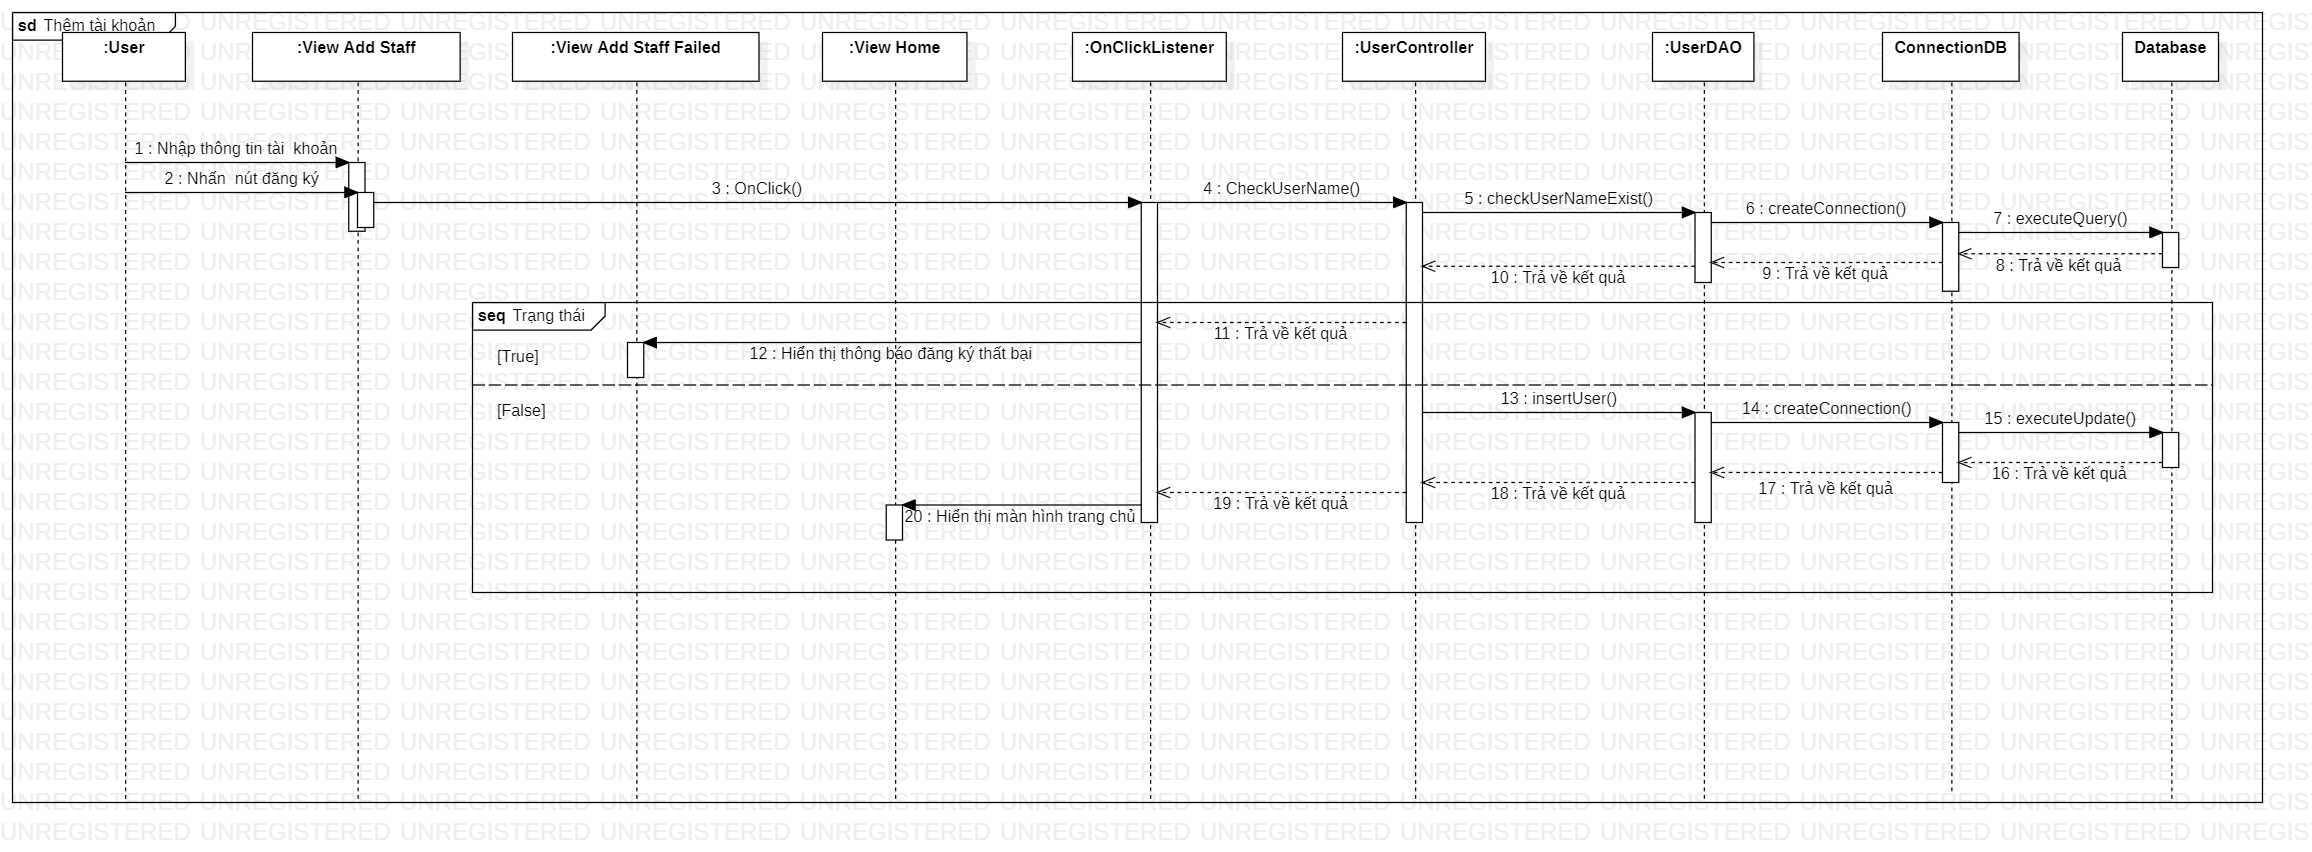 sd Thêm tài khoản
:User
:View Add Staff
:View Add Staff Failed
:View Home
:OnClickListener
:UserController
:UserDAO
ConnectionDB
Database
1 : Nhập thông tin tài  khoản
2 : Nhấn  nút đăng ký
3 : OnClick()
4 : CheckUserName()
5 : checkUserNameExist()
6 : createConnection()
7 : executeQuery()
8 : Trả về kết quả
9 : Trả về kết quả
10 : Trả về kết quả
seq Trạng thái
11 : Trả về kết quả
[True]
12 : Hiển thị thông báo đăng ký thất bại
[False]
13 : insertUser()
14 : createConnection()
15 : executeUpdate()
16 : Trả về kết quả
17 : Trả về kết quả
18 : Trả về kết quả
19 : Trả về kết quả
20 : Hiển thị màn hình trang chủ
UNREGISTERED